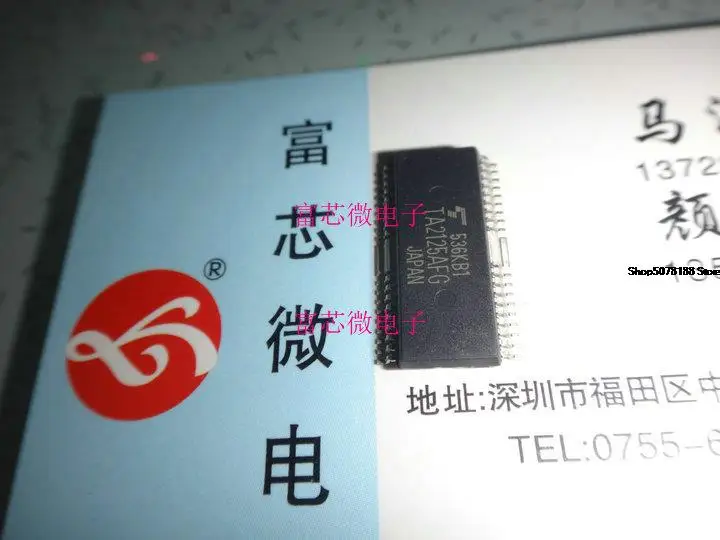 富芯微电
®
富芯微电子
富芯微电子
536KB1
TA2125AFG
JAPAN
马
1372
颜
Shop5078188 Store
地址:深圳市福田区中
TEL:0755-6